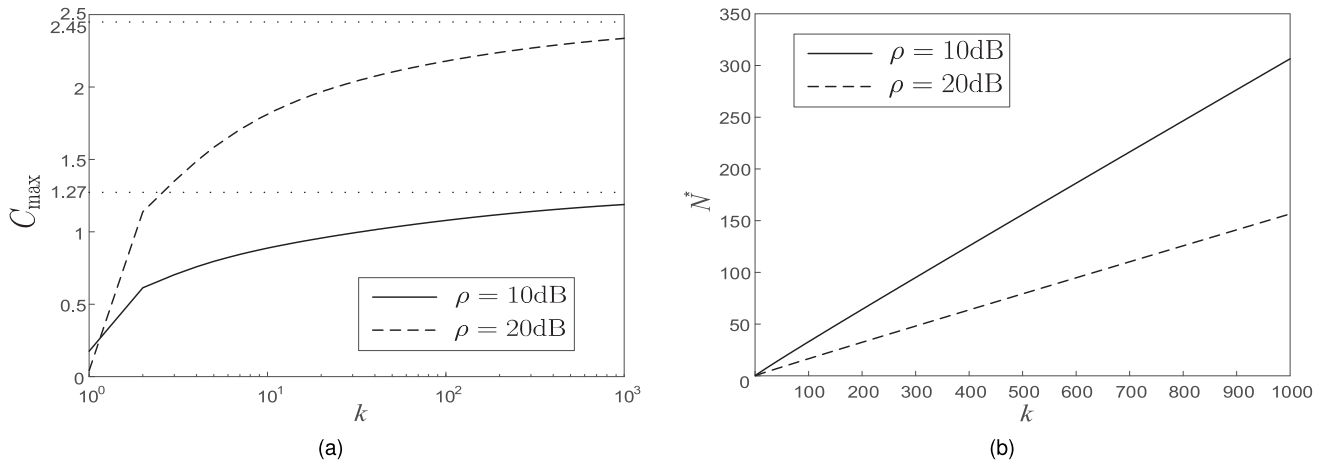 2.5
2.45
2
1.5
1.27
1
0.5
0
C_max
10^0 10^1 10^2 10^3
k
ρ = 10dB
ρ = 20dB
(a)
350
300
250
200
150
100
50
0
N^*
100 200 300 400 500 600 700 800 900 1000
k
ρ = 10dB
ρ = 20dB
(b)